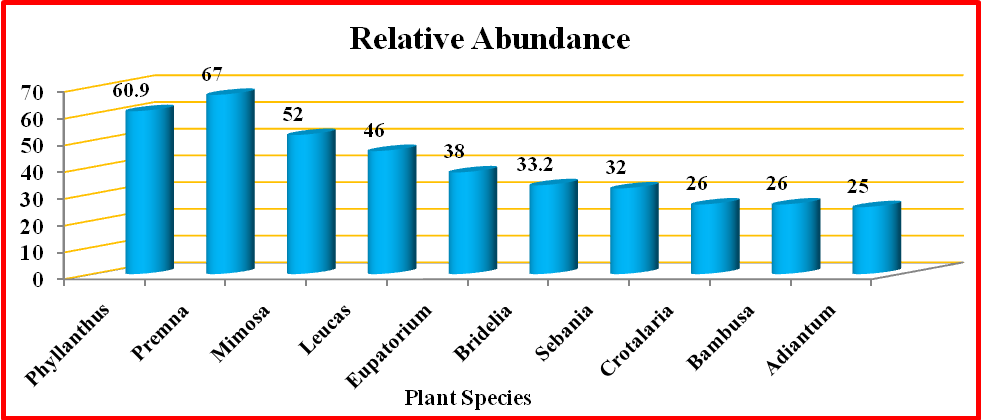 Relative Abundance
70
60
50
40
30
20
10
0
60.9
67
52
46
38
33.2
32
26
26
25
Phyllanthus
Premna
Mimosa
Leucas
Eupatorium
Bridelia
Sebania
Crotalaria
Bambusa
Adiantum
Plant Species